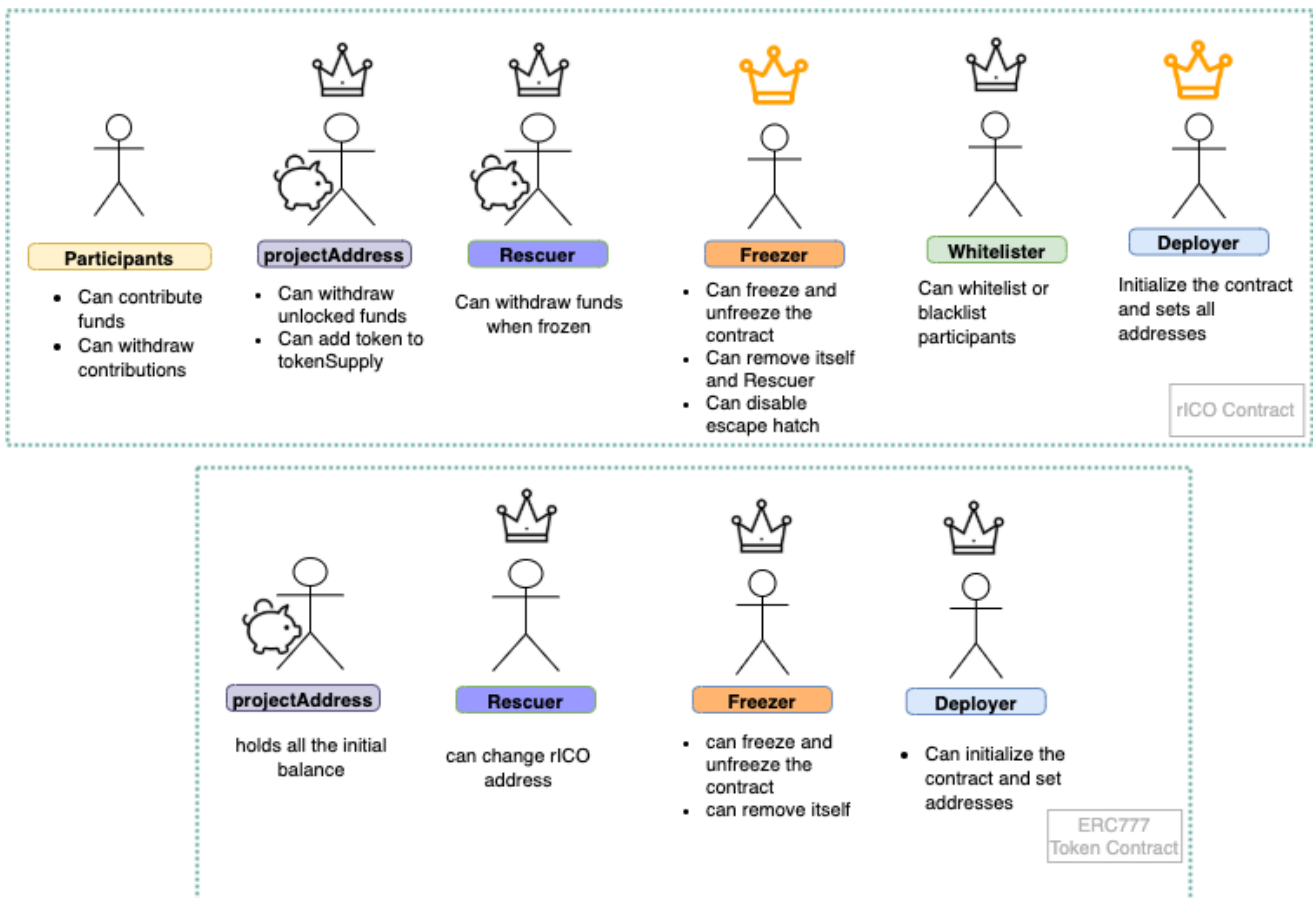 Participants
• Can contribute
funds
• Can withdraw
contributions
projectAddress
• Can withdraw
unlocked funds
• Can add token to
tokenSupply
Rescuer
Can withdraw funds
when frozen
Freezer
• Can freeze and
unfreeze the
contract
• Can remove itself
and Rescuer
• Can disable
escape hatch
Whitelister
Can whitelist or
blacklist
participants
Deployer
Initialize the contract
and sets all
addresses
rICO Contract
projectAddress
holds all the initial
balance
Rescuer
can change rICO
address
Freezer
• can freeze and
unfreeze the
contract
• can remove itself
Deployer
• Can initialize the
contract and set
addresses
ERC777
Token Contract